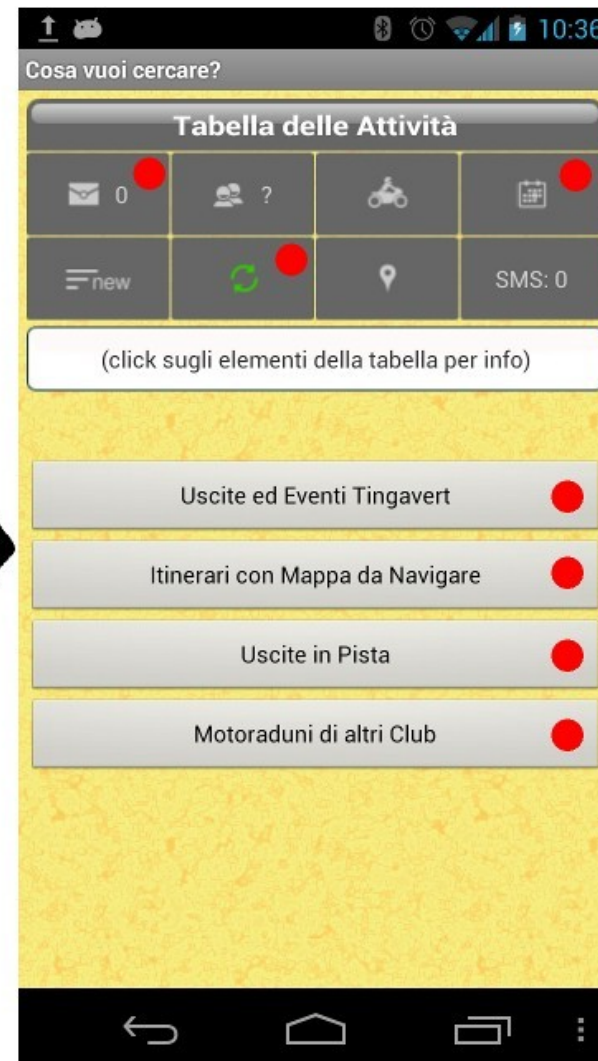 10:36
Cosa vuoi cercare?
Tabella delle Attività
0 ?
new SMS: 0
(click sugli elementi della tabella per info)
Uscite ed Eventi Tingavert
Itinerari con Mappa da Navigare
Uscite in Pista
Motoraduni di altri Club